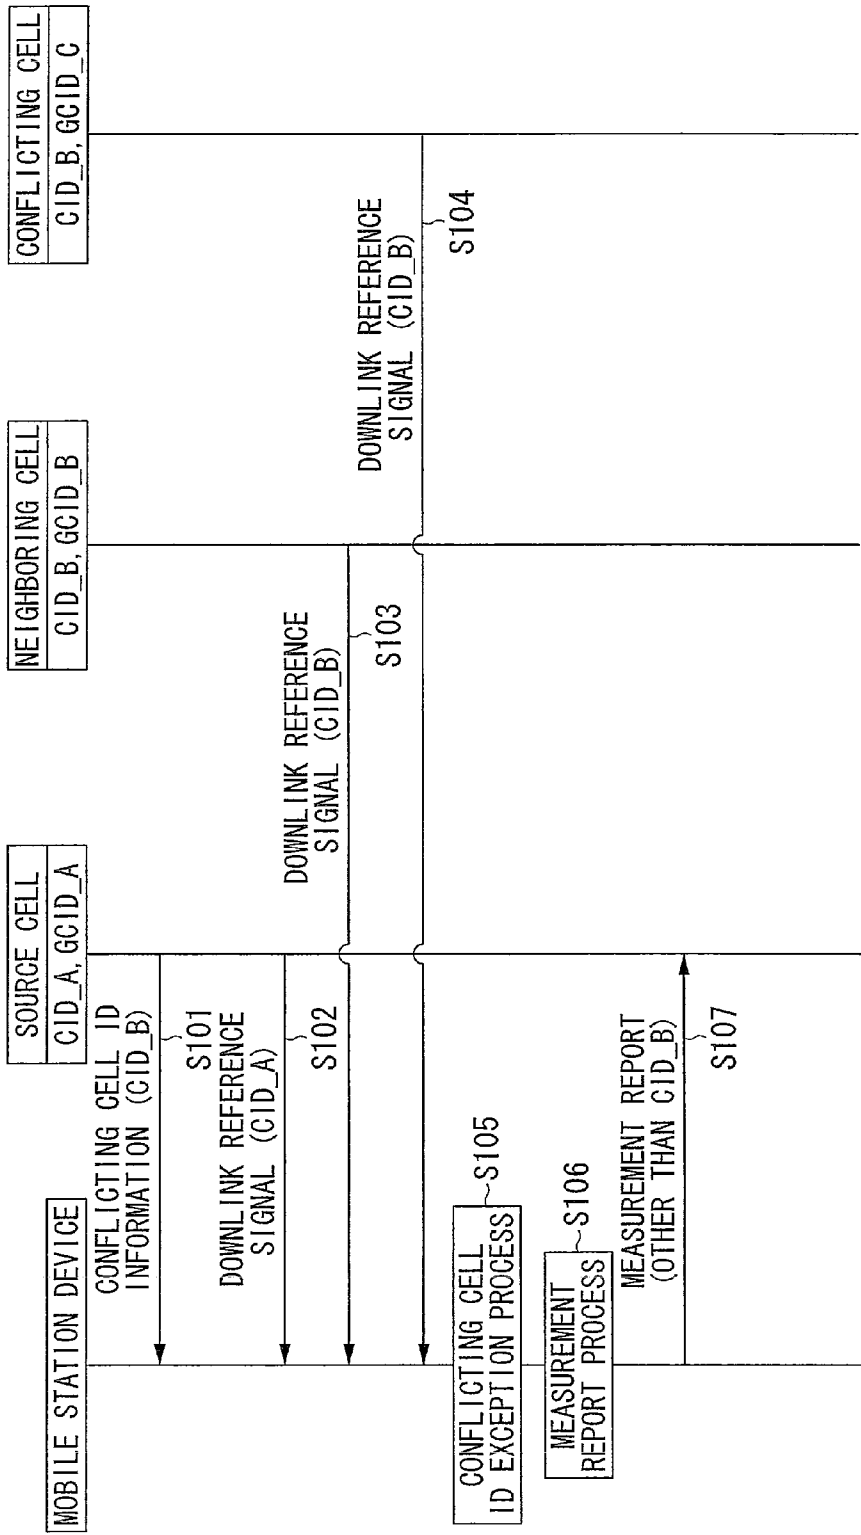 MOBILE STATION DEVICE
SOURCE CELL
CID_A, GCID_A
NEIGHBORING CELL
CID_B, GCID_B
CONFLICTING CELL
CID_B, GCID_C
CONFLICTING CELL ID
INFORMATION (CID_B)
S101
DOWNLINK REFERENCE
SIGNAL (CID_A)
S102
DOWNLINK REFERENCE
SIGNAL (CID_B)
S103
DOWNLINK REFERENCE
SIGNAL (CID_B)
S104
CONFLICTING CELL
ID EXCEPTION PROCESS
S105
MEASUREMENT
REPORT PROCESS
S106
MEASUREMENT REPORT
(OTHER THAN CID_B)
S107